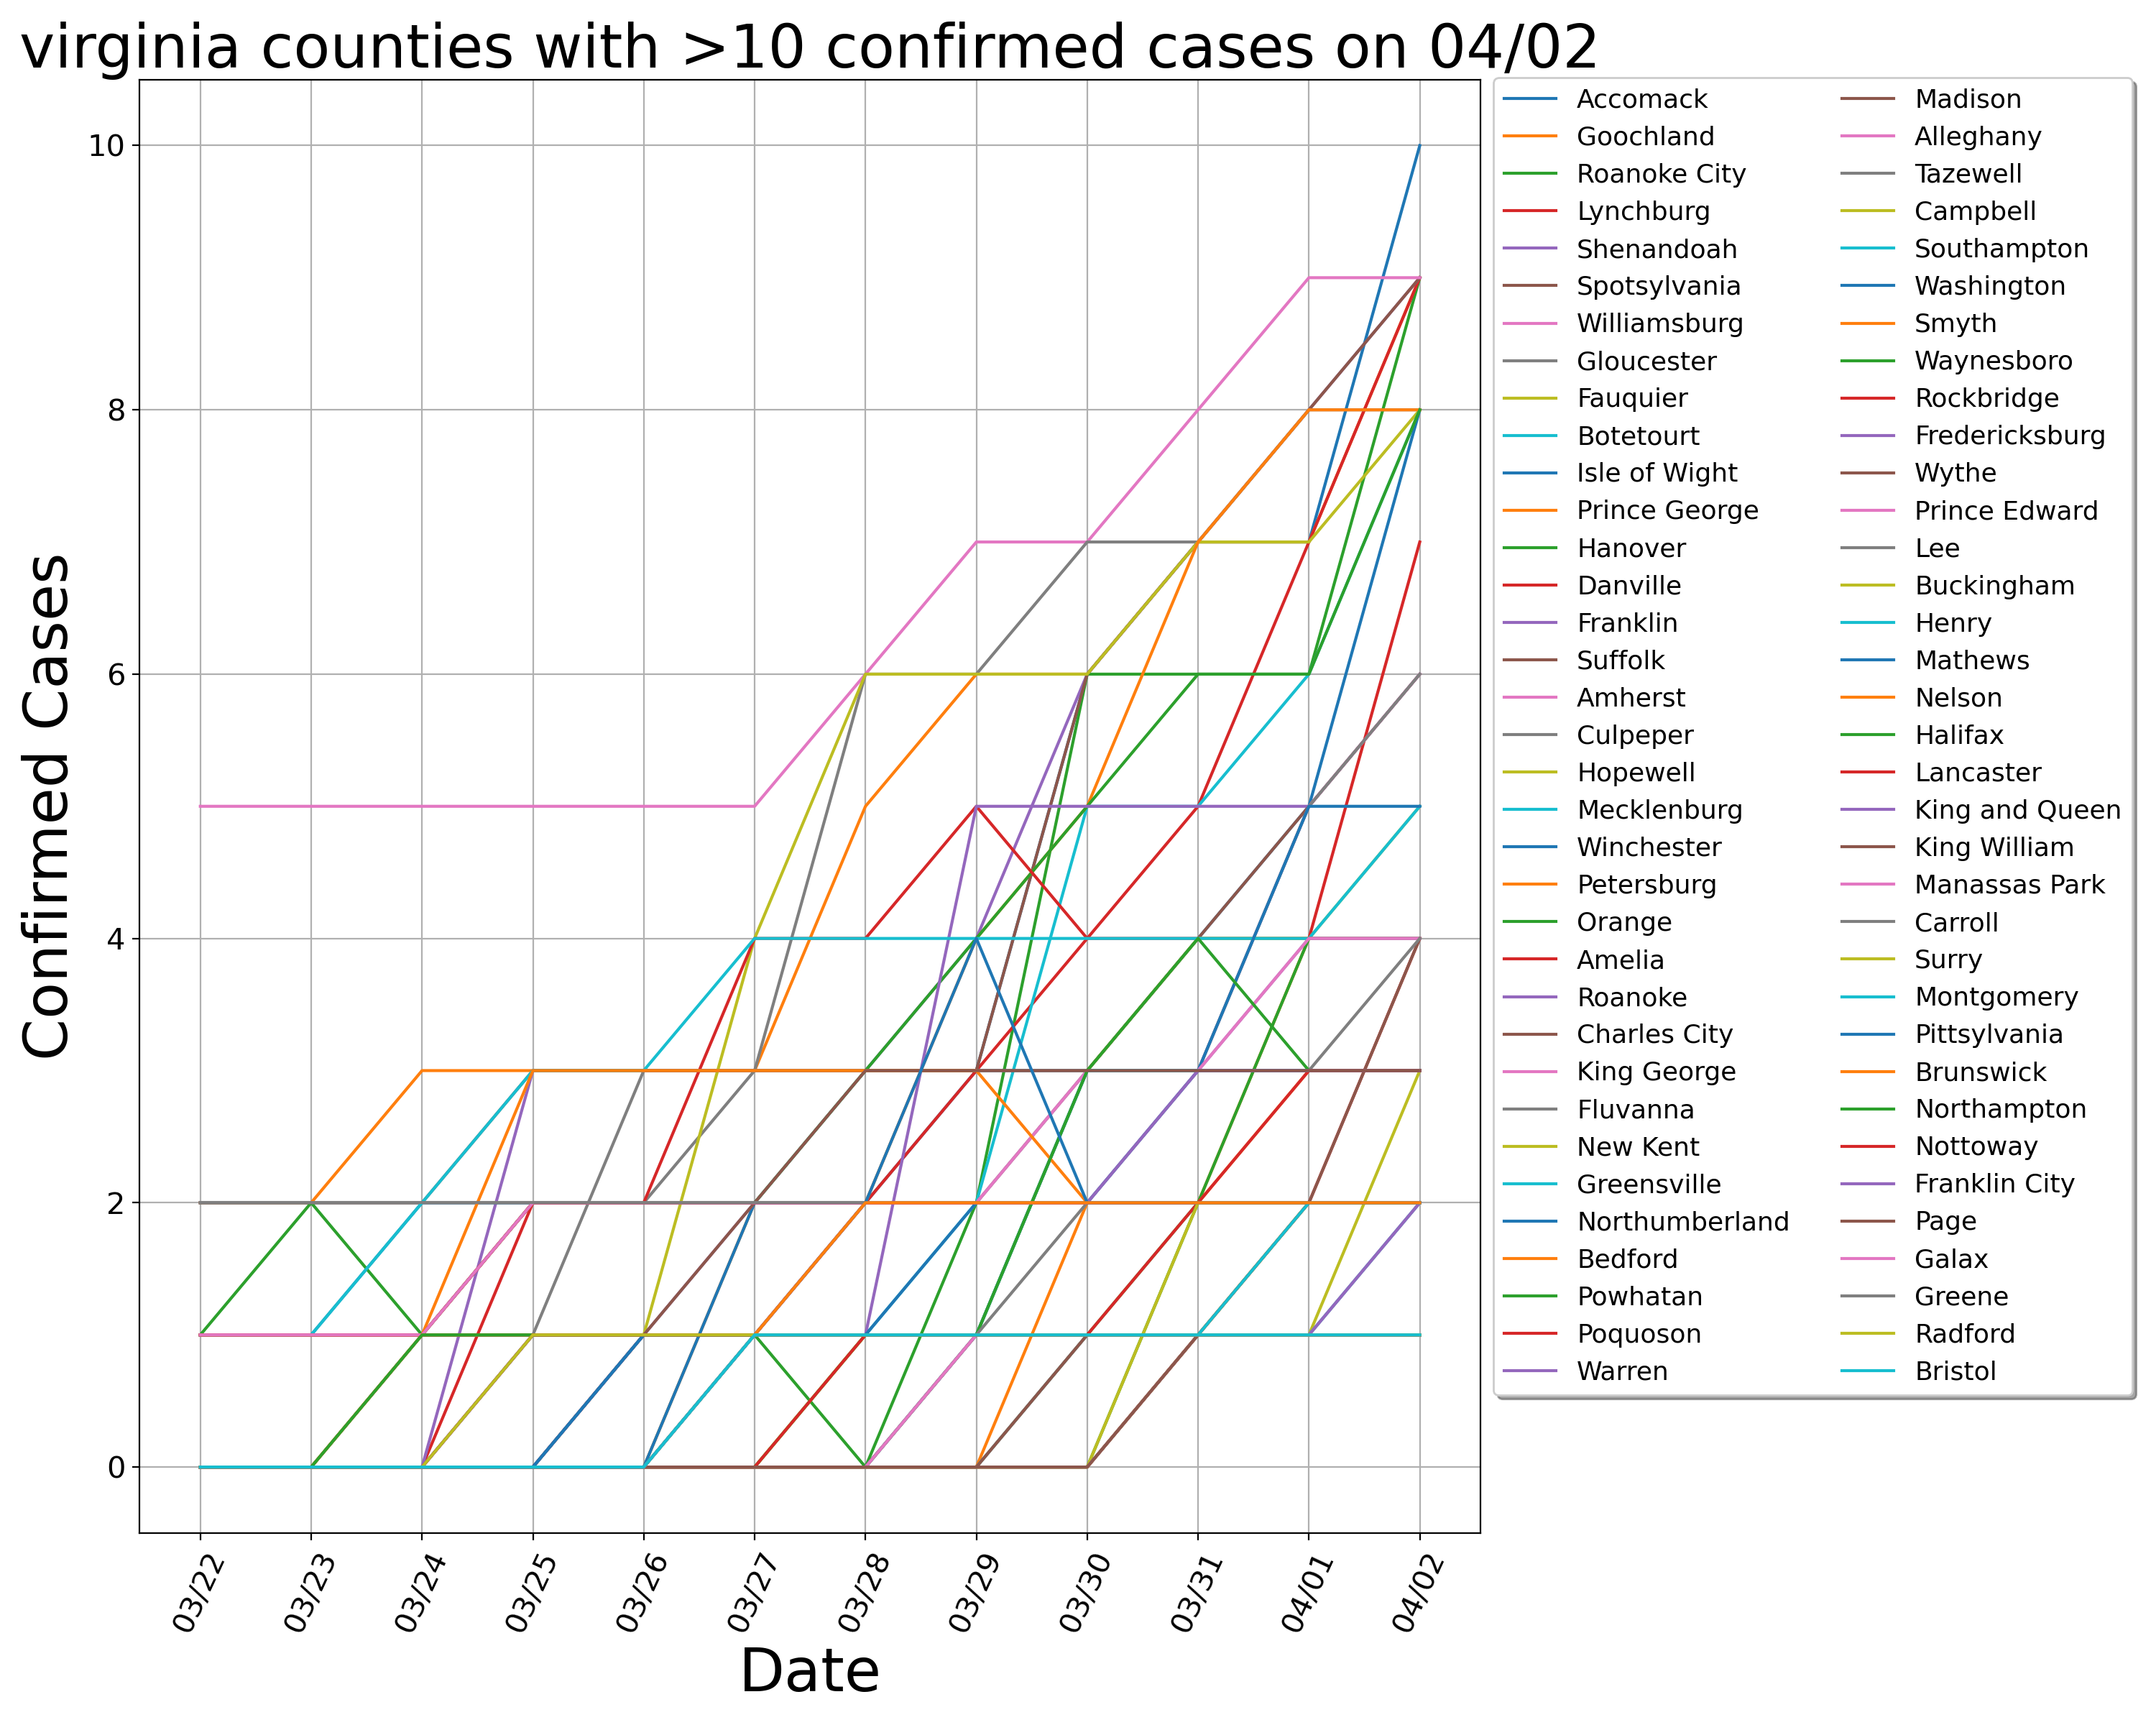 virginia counties with >10 confirmed cases on 04/02
Confirmed Cases
10
8
6
4
2
0
03/22
03/23
03/24
03/25
03/26
03/27
03/28
03/29
03/30
03/31
04/01
04/02
Date
Accomack
Goochland
Roanoke City
Lynchburg
Shenandoah
Spotsylvania
Williamsburg
Gloucester
Fauquier
Botetourt
Isle of Wight
Prince George
Hanover
Danville
Franklin
Suffolk
Amherst
Culpeper
Hopewell
Mecklenburg
Winchester
Petersburg
Orange
Amelia
Roanoke
Charles City
King George
Fluvanna
New Kent
Greensville
Northumberland
Bedford
Powhatan
Poquoson
Warren
Madison
Alleghany
Tazewell
Campbell
Southampton
Washington
Smyth
Waynesboro
Rockbridge
Fredericksburg
Wythe
Prince Edward
Lee
Buckingham
Henry
Mathews
Nelson
Halifax
Lancaster
King and Queen
King William
Manassas Park
Carroll
Surry
Montgomery
Pittsylvania
Brunswick
Northampton
Nottoway
Franklin City
Page
Galax
Greene
Radford
Bristol